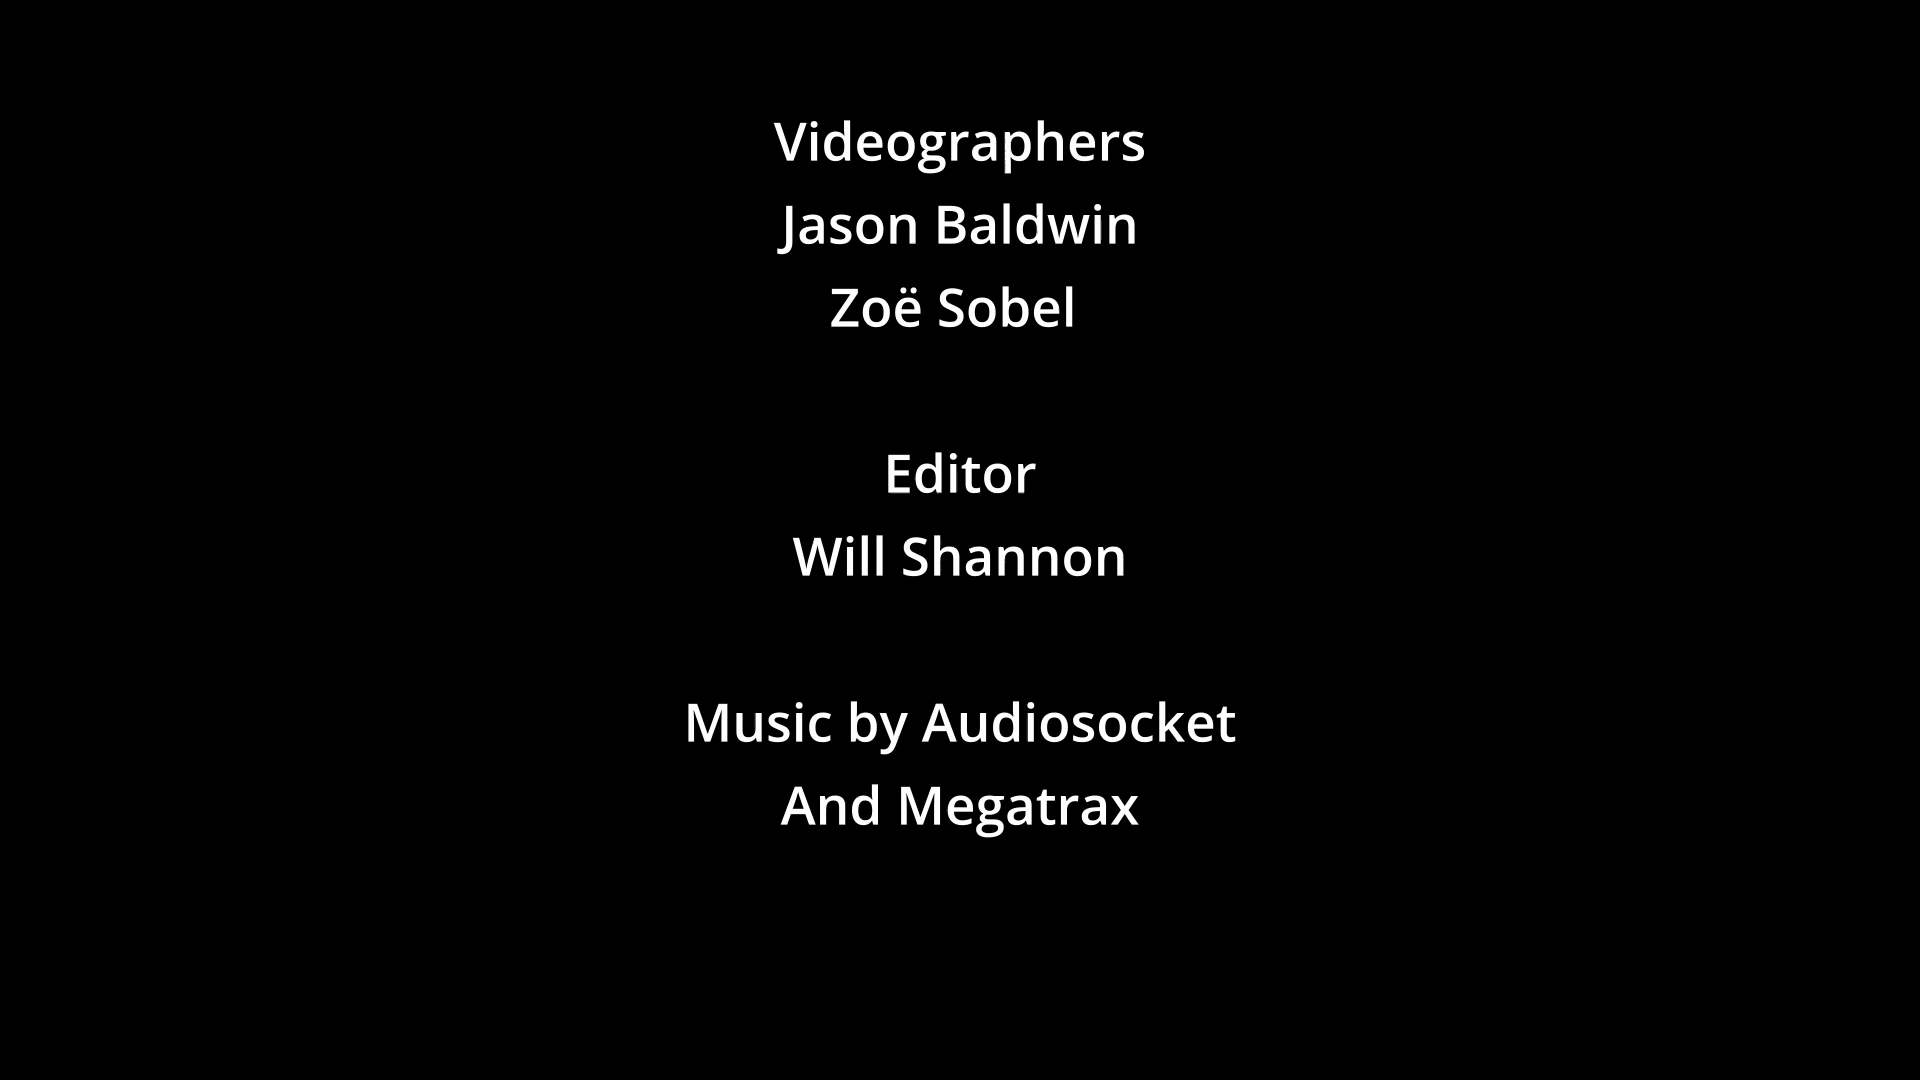 Videographers
Jason Baldwin
Zoë Sobel
Editor
Will Shannon
Music by Audiosocket
And Megatrax